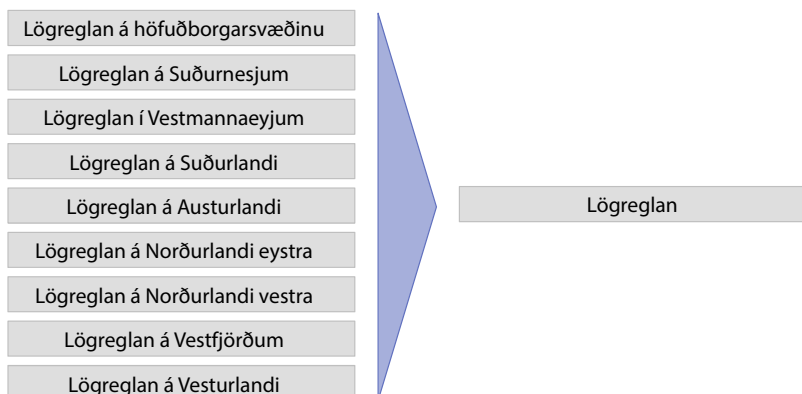 Lögreglan á höfuðborgarsvæðinu
Lögreglan á Suðurnesjum
Lögreglan í Vestmannaeyjum
Lögreglan á Suðurlandi
Lögreglan á Austurlandi
Lögreglan á Norðurlandi eystra
Lögreglan á Norðurlandi vestra
Lögreglan á Vestfjörðum
Lögreglan á Vesturlandi
Lögreglan